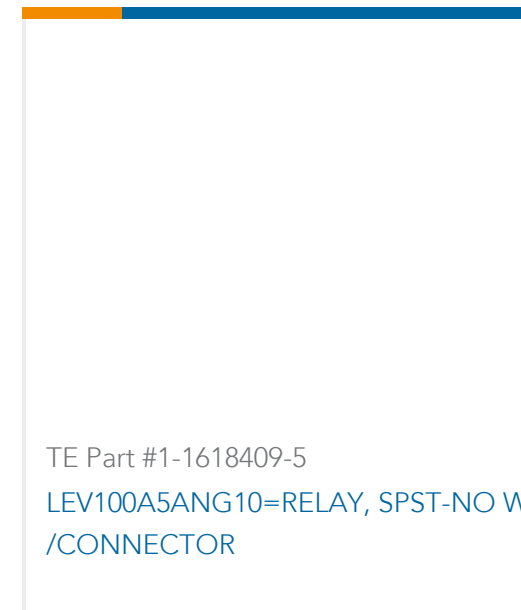 TE Part #1-1618409-5
LEV100A5ANG10=RELAY, SPST-NO W
/CONNECTOR